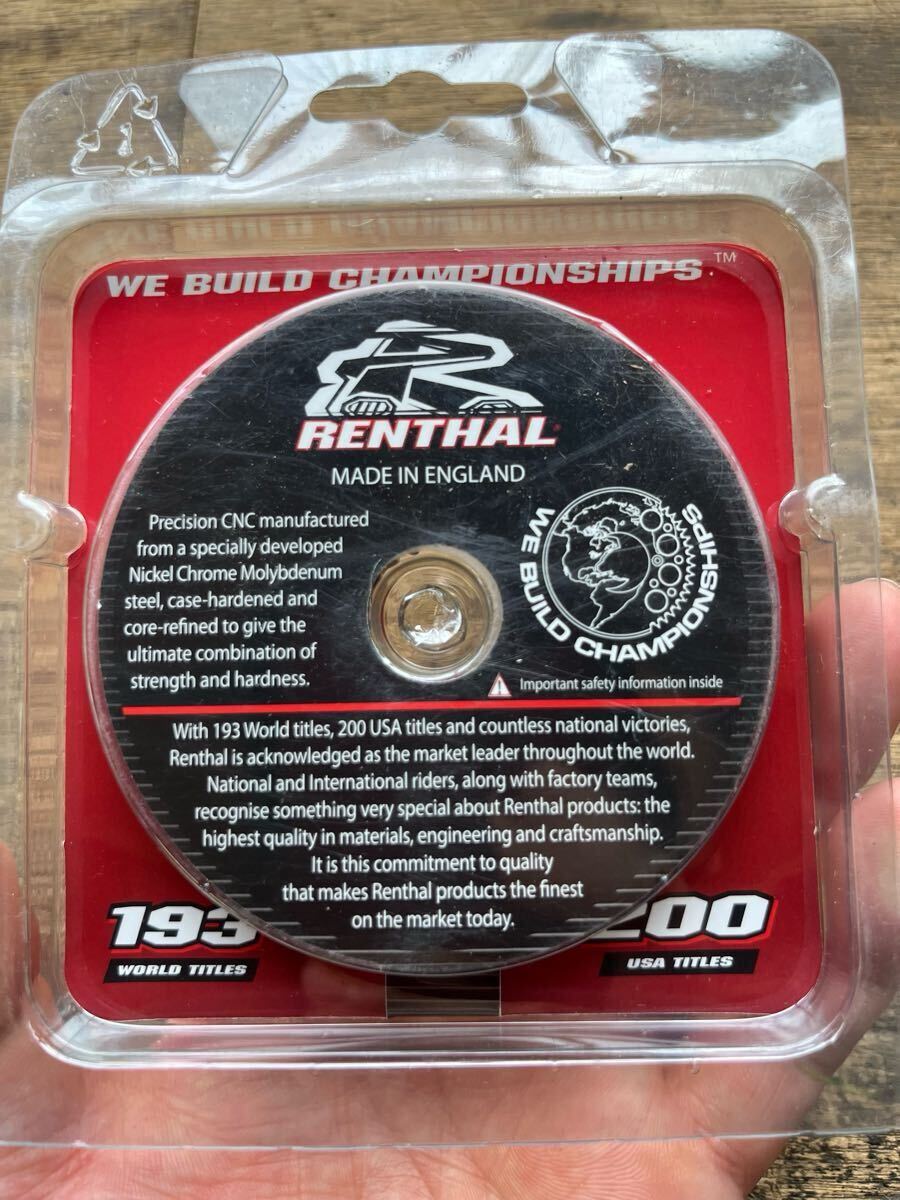 WE BUILD CHAMPIONSHIPS™
RENTHAL
MADE IN ENGLAND
Precision CNC manufactured
from a specially developed
Nickel Chrome Molybdenum
steel, case-hardened and
core-refined to give the
ultimate combination of
strength and hardness.
WE BUILD CHAMPIONSHIPS
Important safety information inside
With 193 World titles, 200 USA titles and countless national victories,
Renthal is acknowledged as the market leader throughout the world.
National and International riders, along with factory teams,
recognise something very special about Renthal products: the
highest quality in materials, engineering and craftsmanship.
It is this commitment to quality
that makes Renthal products the finest
on the market today.
193
WORLD TITLES
200
USA TITLES